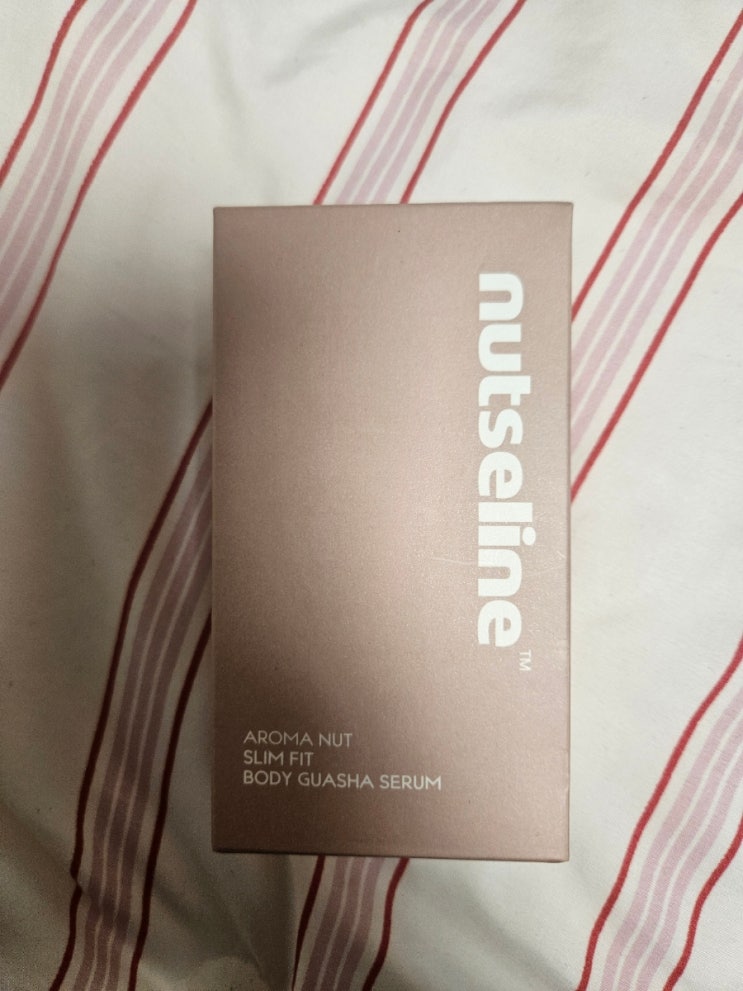 nutseline™
AROMA NUT
SLIM FIT
BODY GUASHA SERUM